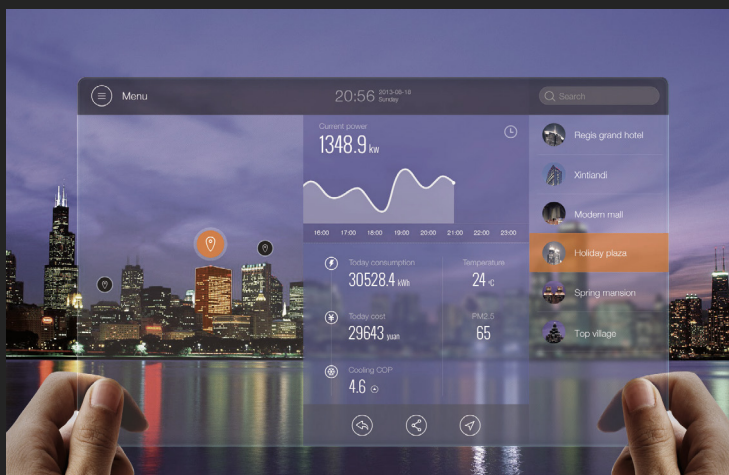 Menu
20:56
2013-08-18
Sunday
Search
Current power
1348.9 kw
16:00 17:00 18:00 19:00 20:00 21:00 22:00 23:00
Today consumption
30528.4 kWh
Temperature
24 °C
Today cost
29643 yuan
PM2.5
65
Cooling COP
4.6
Regis grand hotel
Xintiandi
Modern mall
Holiday plaza
Spring mansion
Top village